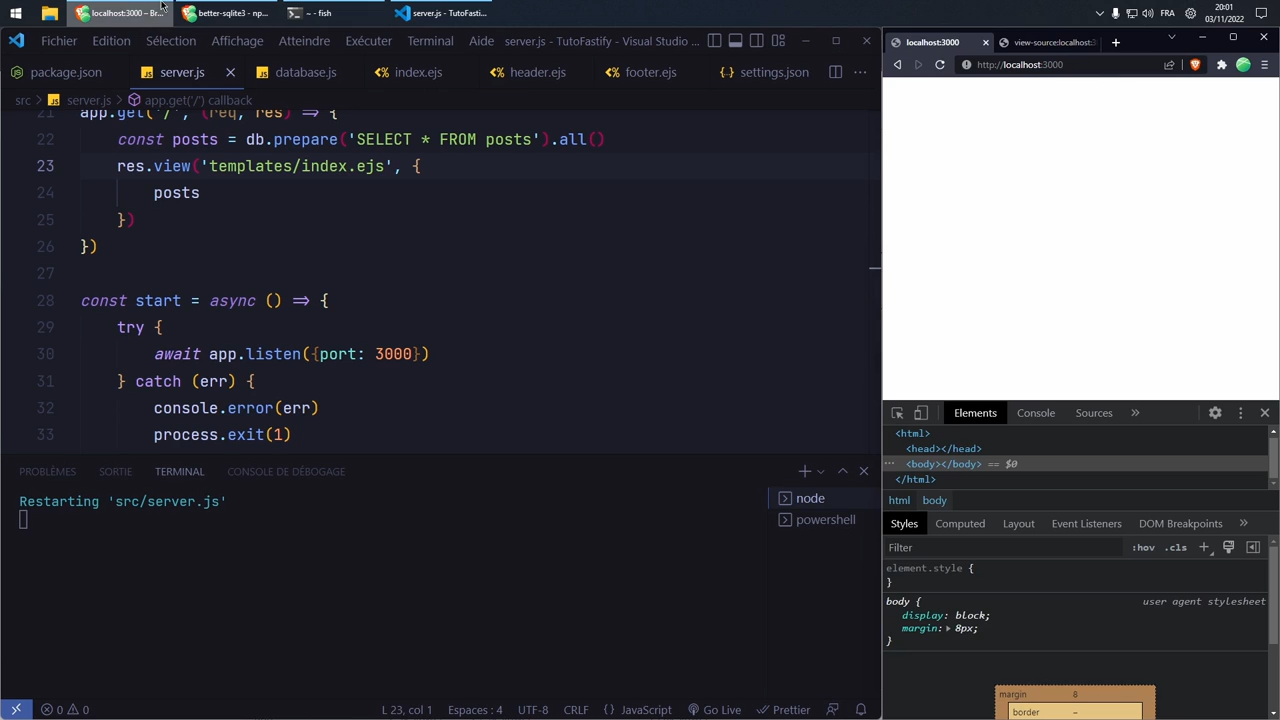 localhost:3000 – Br...
better-sqlite3 - np...
~ - fish
server.js - TutoFasti...
FRA
20:01
03/11/2022
Fichier Edition Sélection Affichage Atteindre Exécuter Terminal Aide server.js - TutoFastify - Visual Studio ...
package.json server.js database.js index.ejs header.ejs footer.ejs settings.json
src > server.js > app.get('/') callback
21 app.get('/', (req, res) => {
22 const posts = db.prepare('SELECT * FROM posts').all()
23 res.view('templates/index.ejs', {
24 posts
25 })
26 })
27
28 const start = async () => {
29 try {
30 await app.listen({port: 3000})
31 } catch (err) {
32 console.error(err)
33 process.exit(1)
PROBLÈMES SORTIE TERMINAL CONSOLE DE DÉBOGAGE
Restarting 'src/server.js'
node
powershell
0 0 L 23, col 1 Espaces : 4 UTF-8 CRLF {} JavaScript Go Live Prettier
localhost:3000 view-source:localhost:3
http://localhost:3000
Elements Console Sources
<html>
<head></head>
<body></body> == $0
</html>
html body
Styles Computed Layout Event Listeners DOM Breakpoints
Filter :hov .cls
element.style {
}
body { user agent stylesheet
display: block;
margin: 8px;
}
margin 8
border –